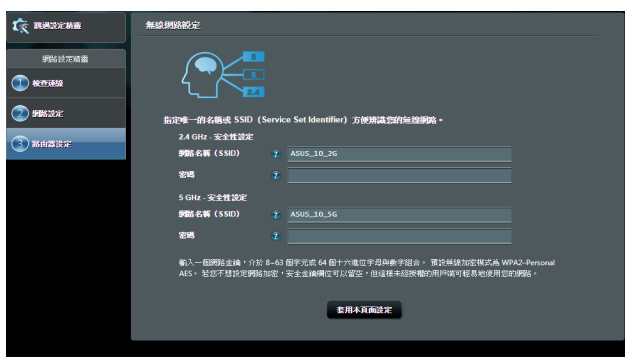 跳過設定精靈
網路設定精靈
1 檢查連線
2 網路設定
3 路由器設定
無線網路設定
6
5
2.4
指定唯一的名稱或 SSID（Service Set Identifier）方便辨識您的無線網路。
2.4 GHz - 安全性設定
網路名稱（SSID） ? ASUS_10_2G
密碼 ?
5 GHz - 安全性設定
網路名稱（SSID） ? ASUS_10_5G
密碼 ?
輸入一個網路金鑰，介於 8–63 個字元或 64 個十六進位字母與數字組合。 預設無線加密模式為 WPA2-Personal
AES。 若您不想設定網路加密，安全金鑰欄位可以留空，但這樣未經授權的用戶端可輕易地使用您的網路。
套用本頁面設定